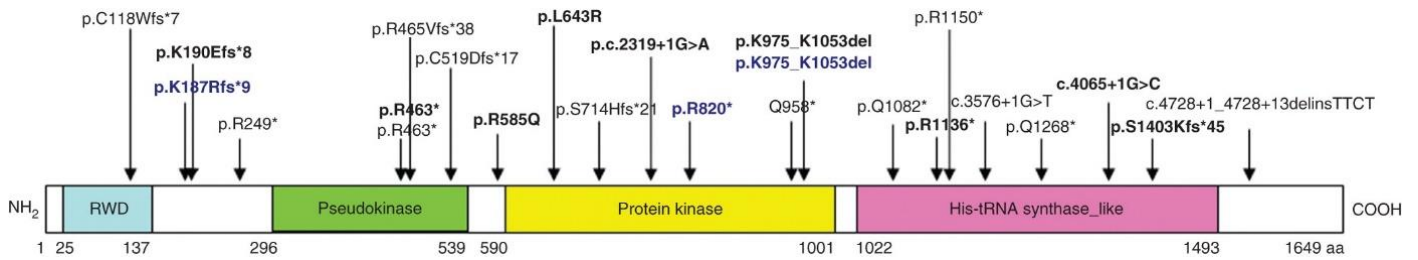 p.C118Wfs*7
p.K190Efs*8
p.K187Rfs*9
p.R249*
p.R465Vfs*38
p.C519Dfs*17
p.R463*
p.R463*
p.R585Q
p.L643R
p.c.2319+1G>A
p.S714Hfs*21
p.R820*
p.K975_K1053del
p.K975_K1053del
Q958*
p.R1150*
p.Q1082*
p.R1136*
c.3576+1G>T
p.Q1268*
c.4065+1G>C
c.4728+1_4728+13delinsTTCT
p.S1403Kfs*45
NH2 RWD Pseudokinase Protein kinase His-tRNA synthase_like COOH
1 25 137 296 539 590 1001 1022 1493 1649 aa